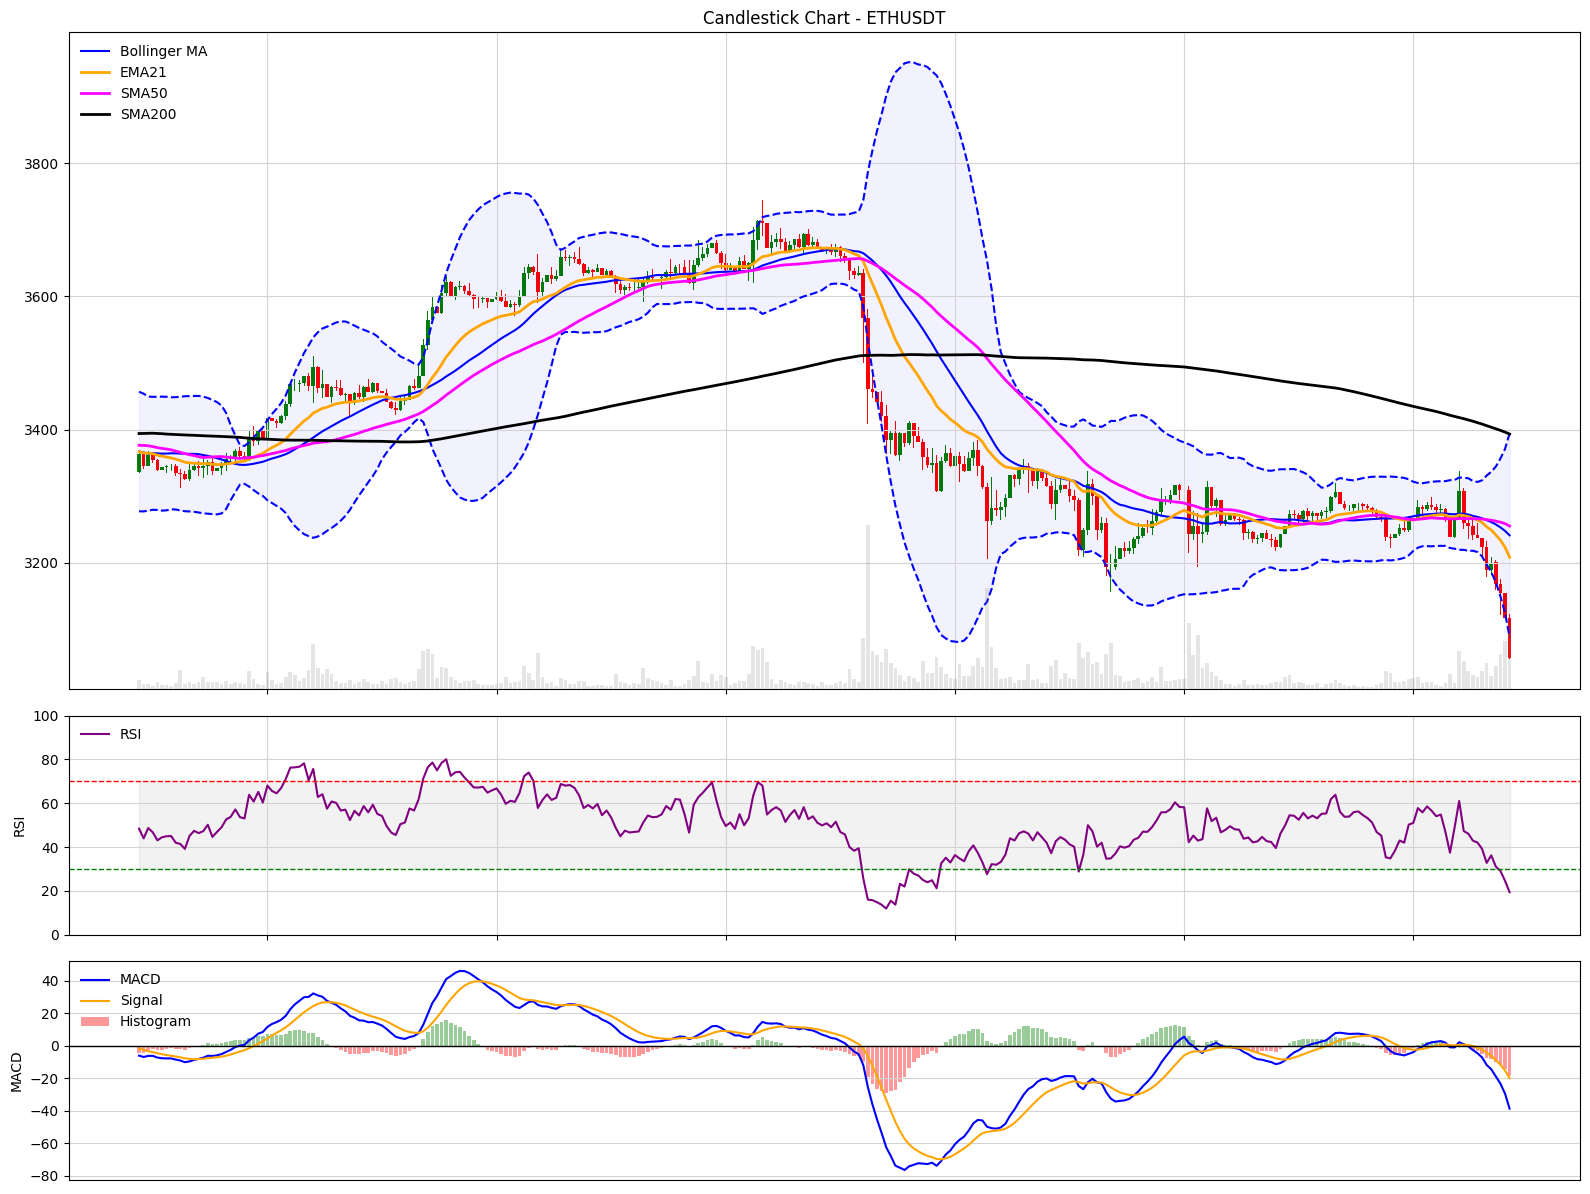 Candlestick Chart - ETHUSDT
Bollinger MA
EMA21
SMA50
SMA200
3800
3600
3400
3200
100
80
60
40
20
0
RSI
RSI
40
20
0
−20
−40
−60
−80
MACD
MACD
Signal
Histogram